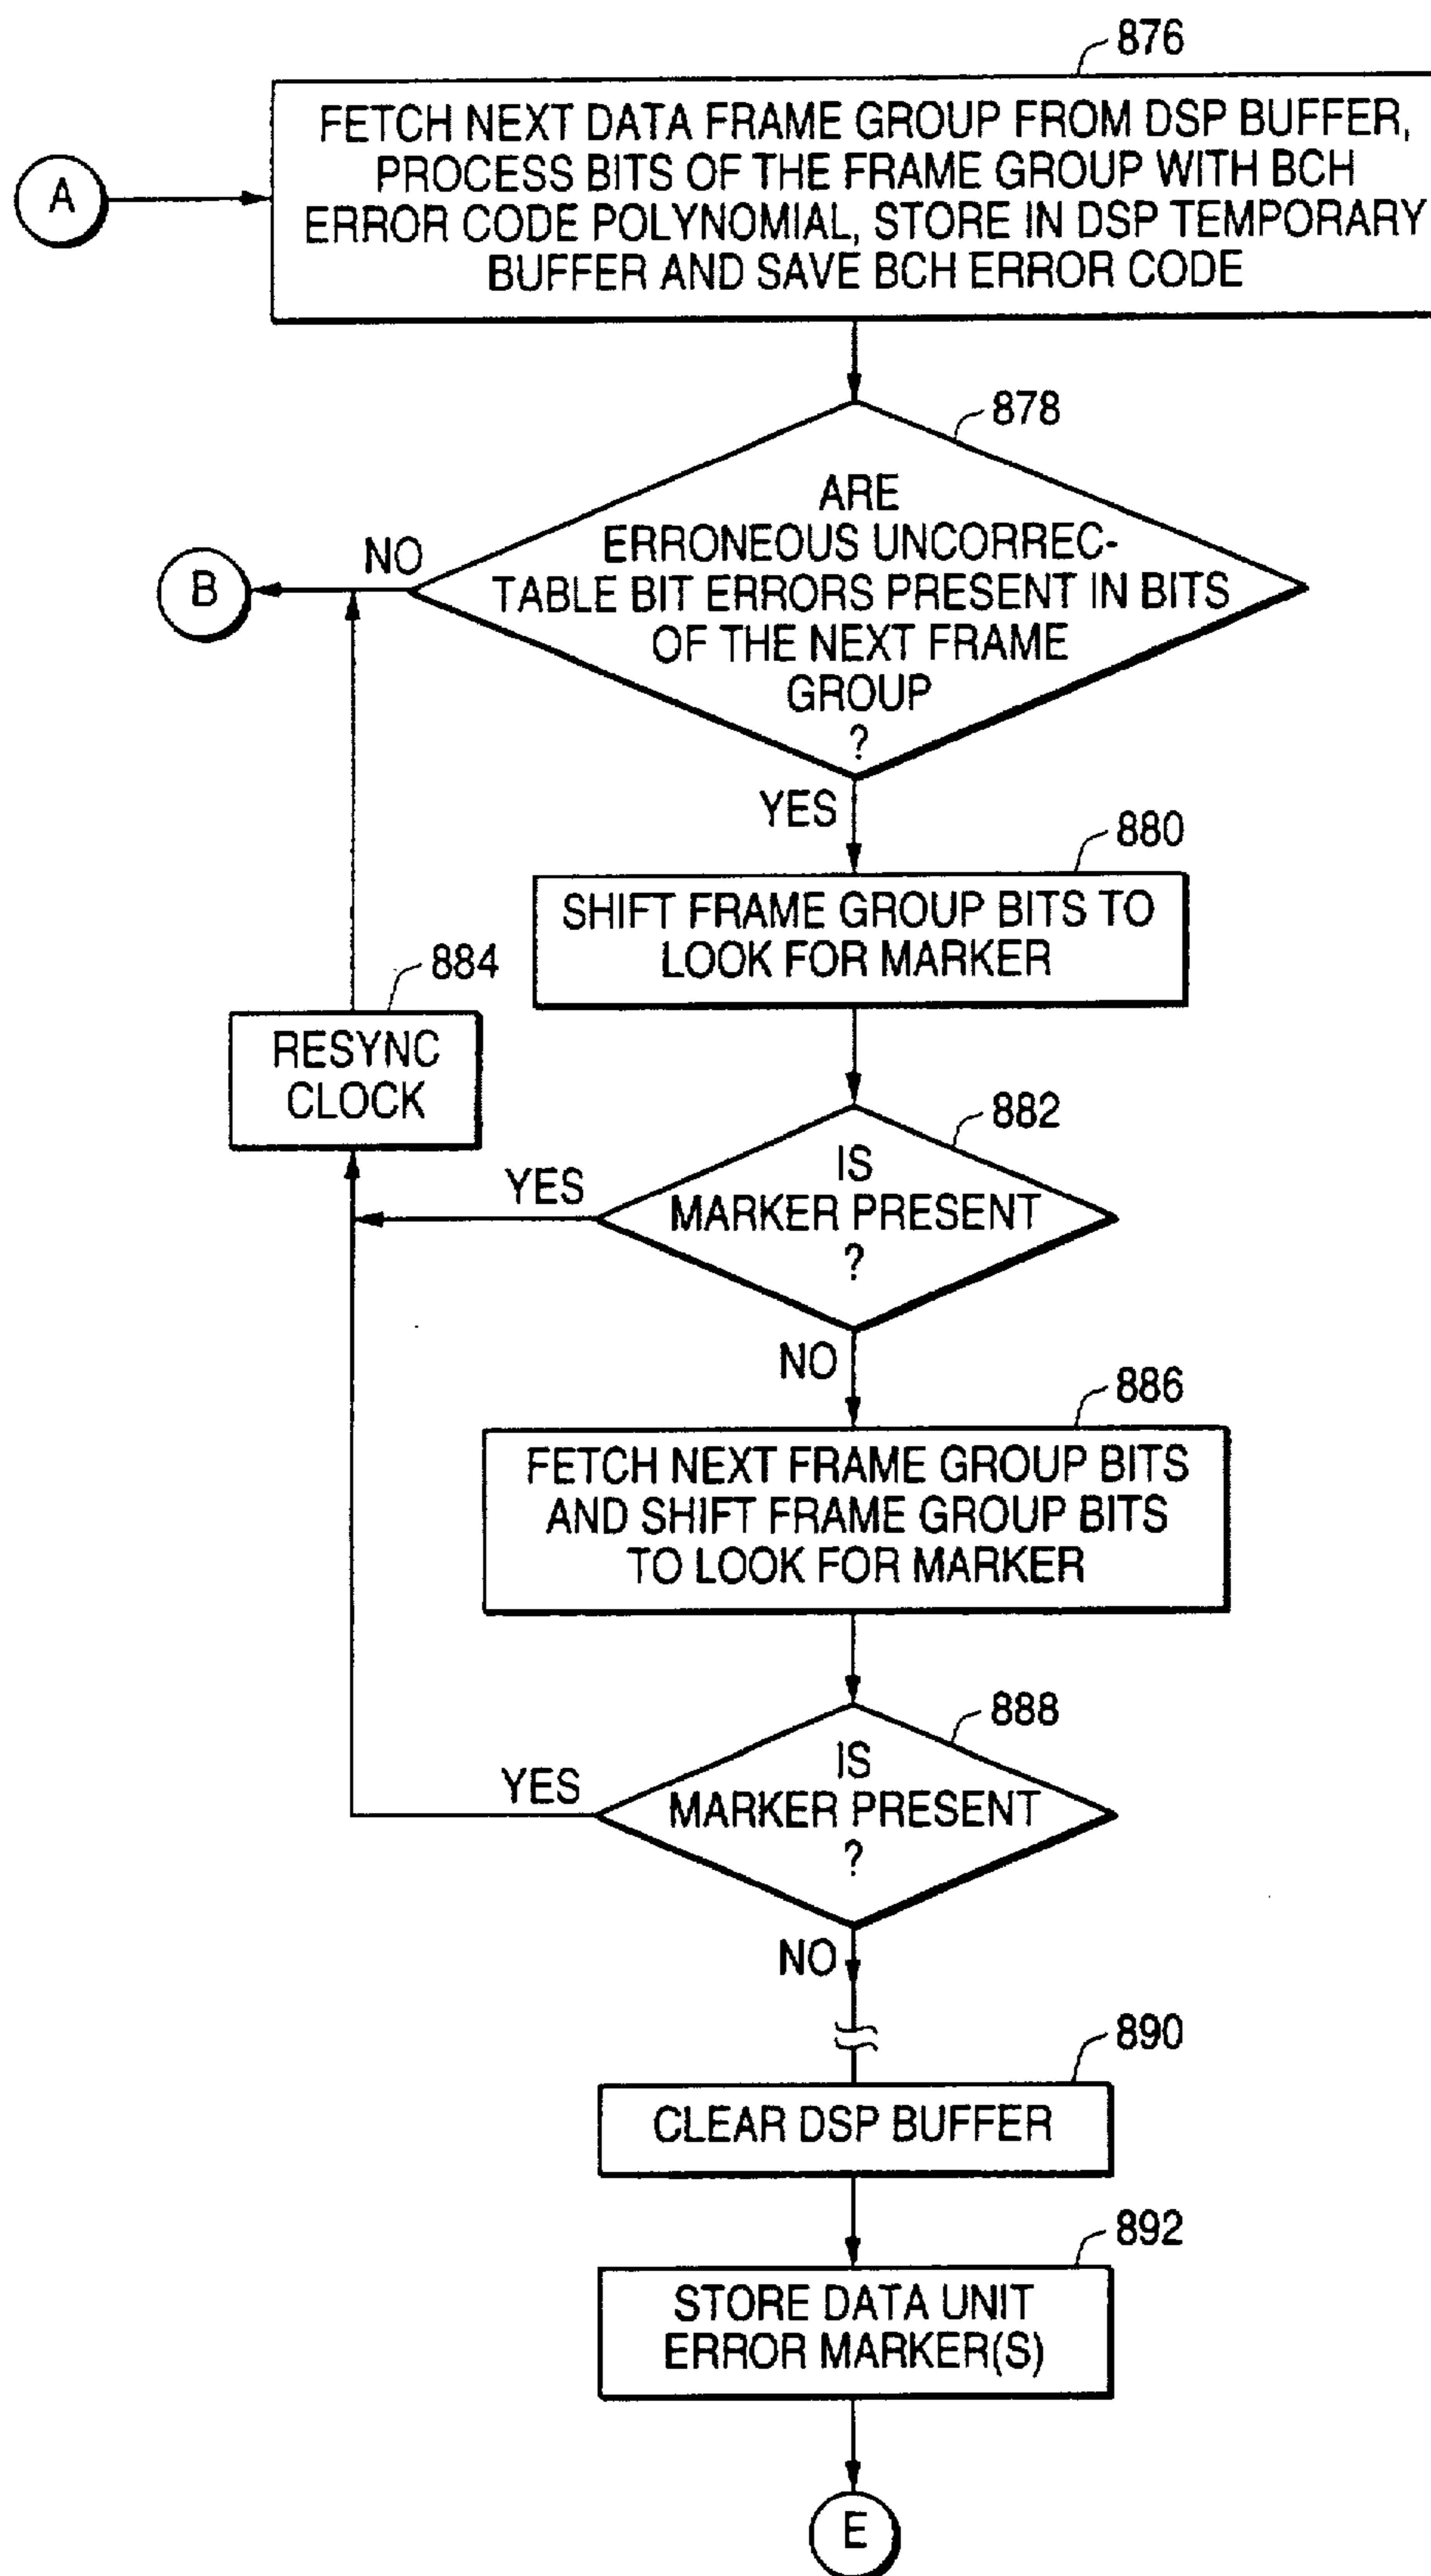 876
FETCH NEXT DATA FRAME GROUP FROM DSP BUFFER,
PROCESS BITS OF THE FRAME GROUP WITH BCH
ERROR CODE POLYNOMIAL, STORE IN DSP TEMPORARY
BUFFER AND SAVE BCH ERROR CODE
A
878
ARE
ERRONEOUS UNCORREC-
TABLE BIT ERRORS PRESENT IN BITS
OF THE NEXT FRAME
GROUP
?
NO
B
YES
880
SHIFT FRAME GROUP BITS TO
LOOK FOR MARKER
884
RESYNC
CLOCK
882
IS
MARKER PRESENT
?
YES
NO
886
FETCH NEXT FRAME GROUP BITS
AND SHIFT FRAME GROUP BITS
TO LOOK FOR MARKER
888
IS
MARKER PRESENT
?
YES
NO
890
CLEAR DSP BUFFER
892
STORE DATA UNIT
ERROR MARKER(S)
E